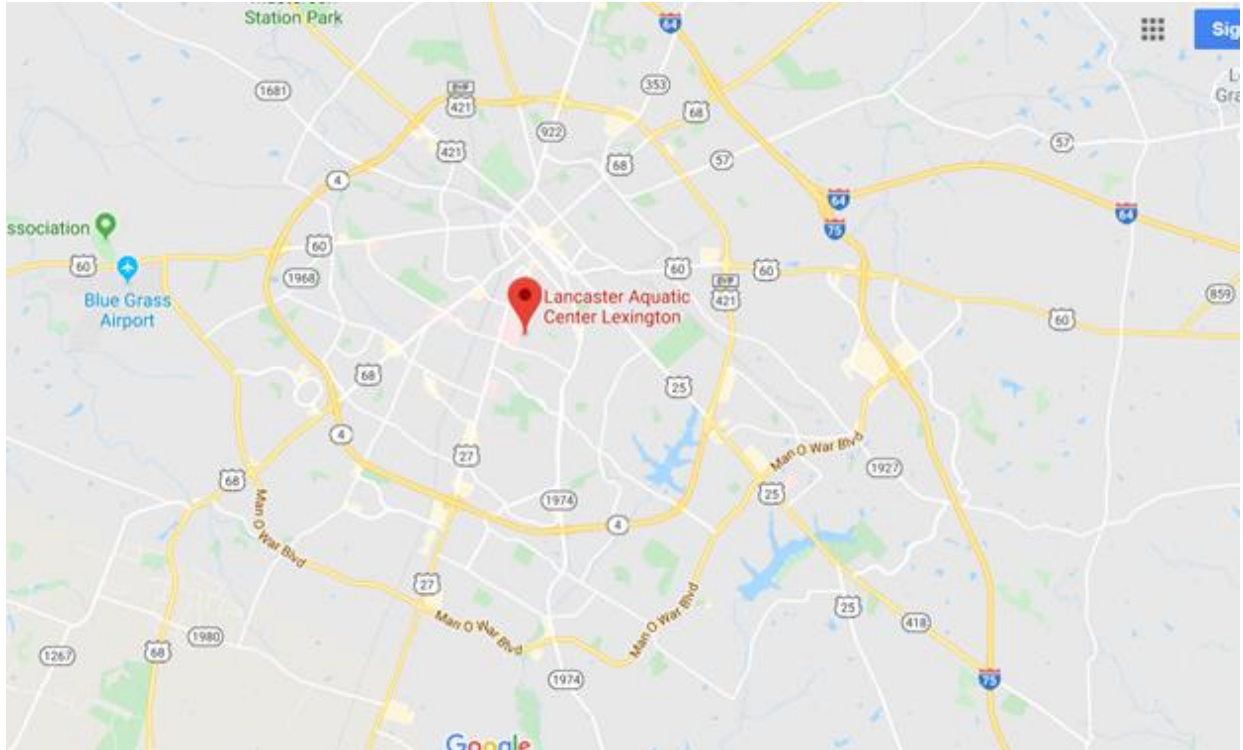 Station Park
64
Sig
1681
BYP
421
353
68
922
421
68
57
57
4
64
64
75
ssociation
60
60
60
60
1968
BYP
421
859
Blue Grass
Airport
Lancaster Aquatic
Center Lexington
60
68
25
4
27
Man O War Blvd
1927
68
25
1974
Man O War Blvd
4
27
Man O War Blvd
Man O War Blvd
25
418
1980
68
1267
1974
75
Google